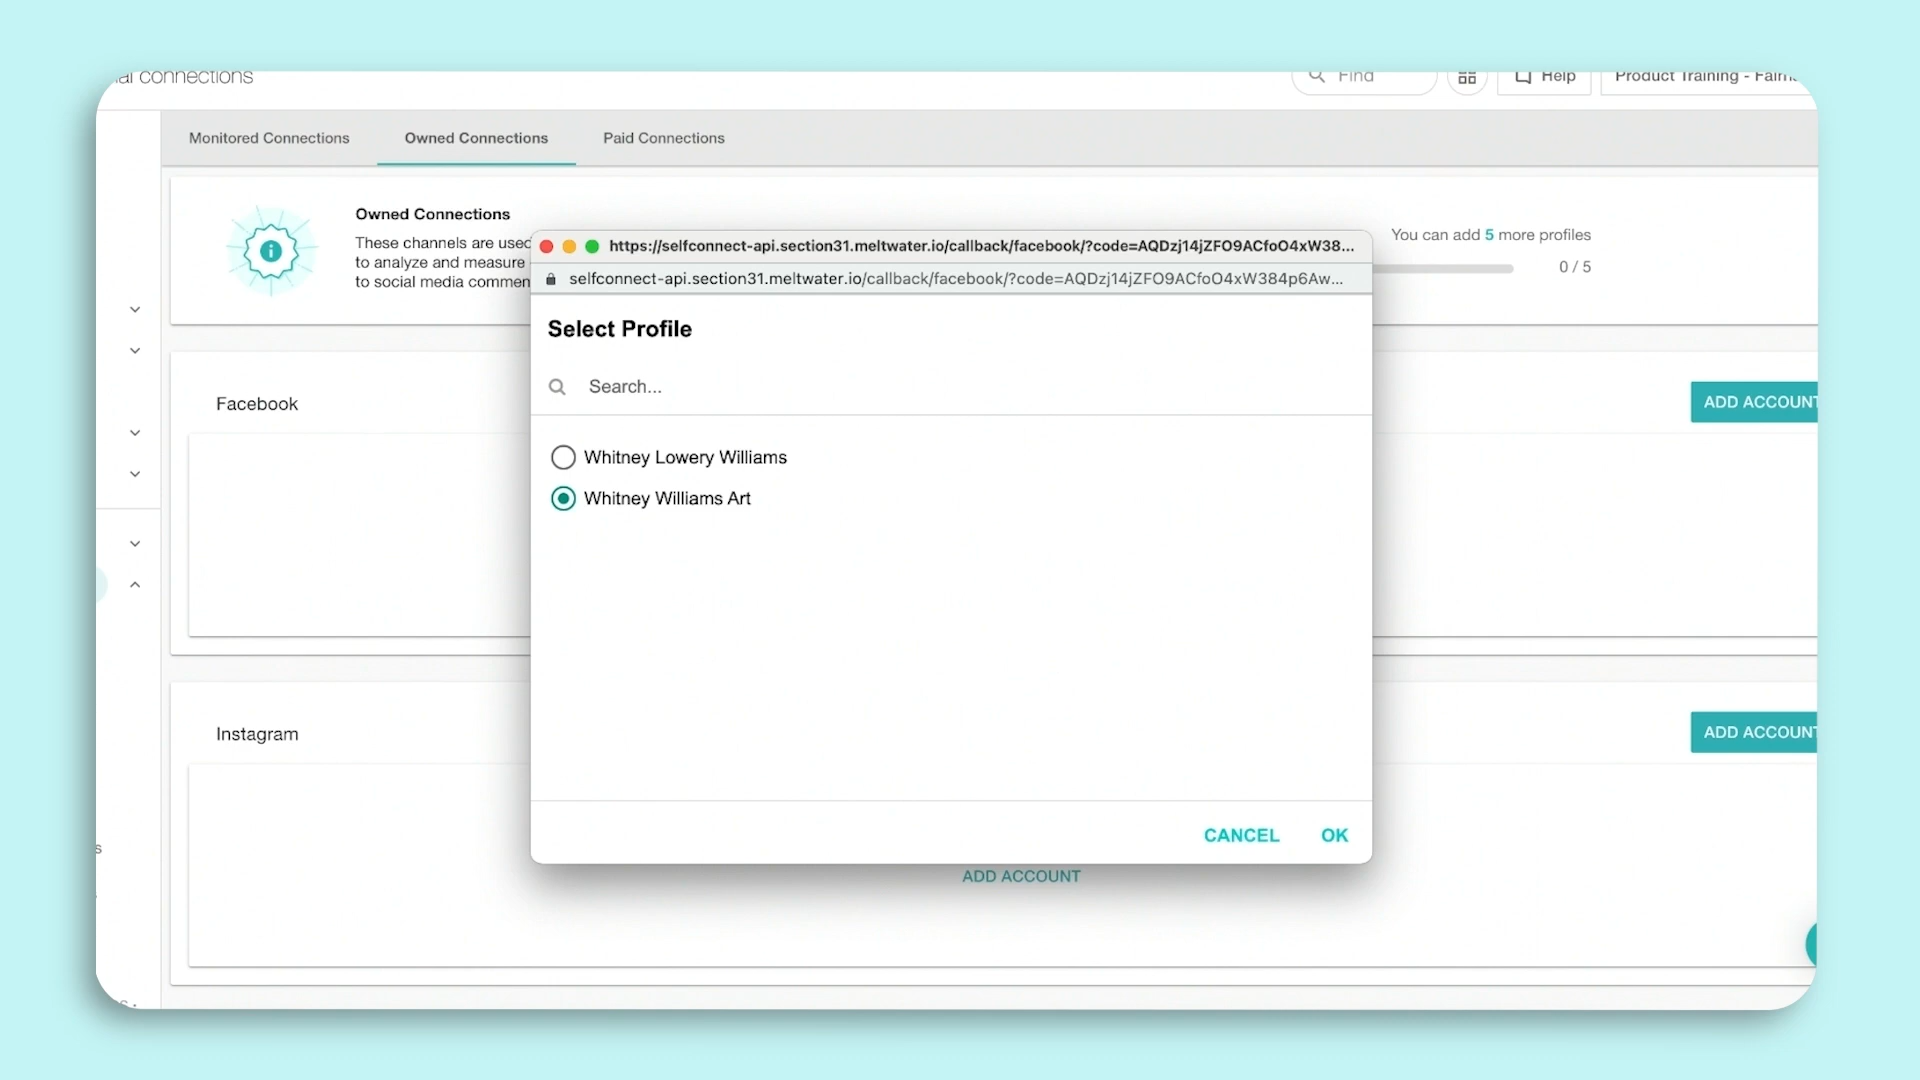 ial connections
Find
Help
Product Training - Fairh
Monitored Connections
Owned Connections
Paid Connections
Owned Connections
These channels are used
to analyze and measure
to social media commen
You can add 5 more profiles
0 / 5
https://selfconnect-api.section31.meltwater.io/callback/facebook/?code=AQDzj14jZFO9ACfoO4xW38...
selfconnect-api.section31.meltwater.io/callback/facebook/?code=AQDzj14jZFO9ACfoO4xW384p6Aw...
Select Profile
Search...
Whitney Lowery Williams
Whitney Williams Art
CANCEL
OK
Facebook
ADD ACCOUNT
Instagram
ADD ACCOUNT
ADD ACCOUNT
s